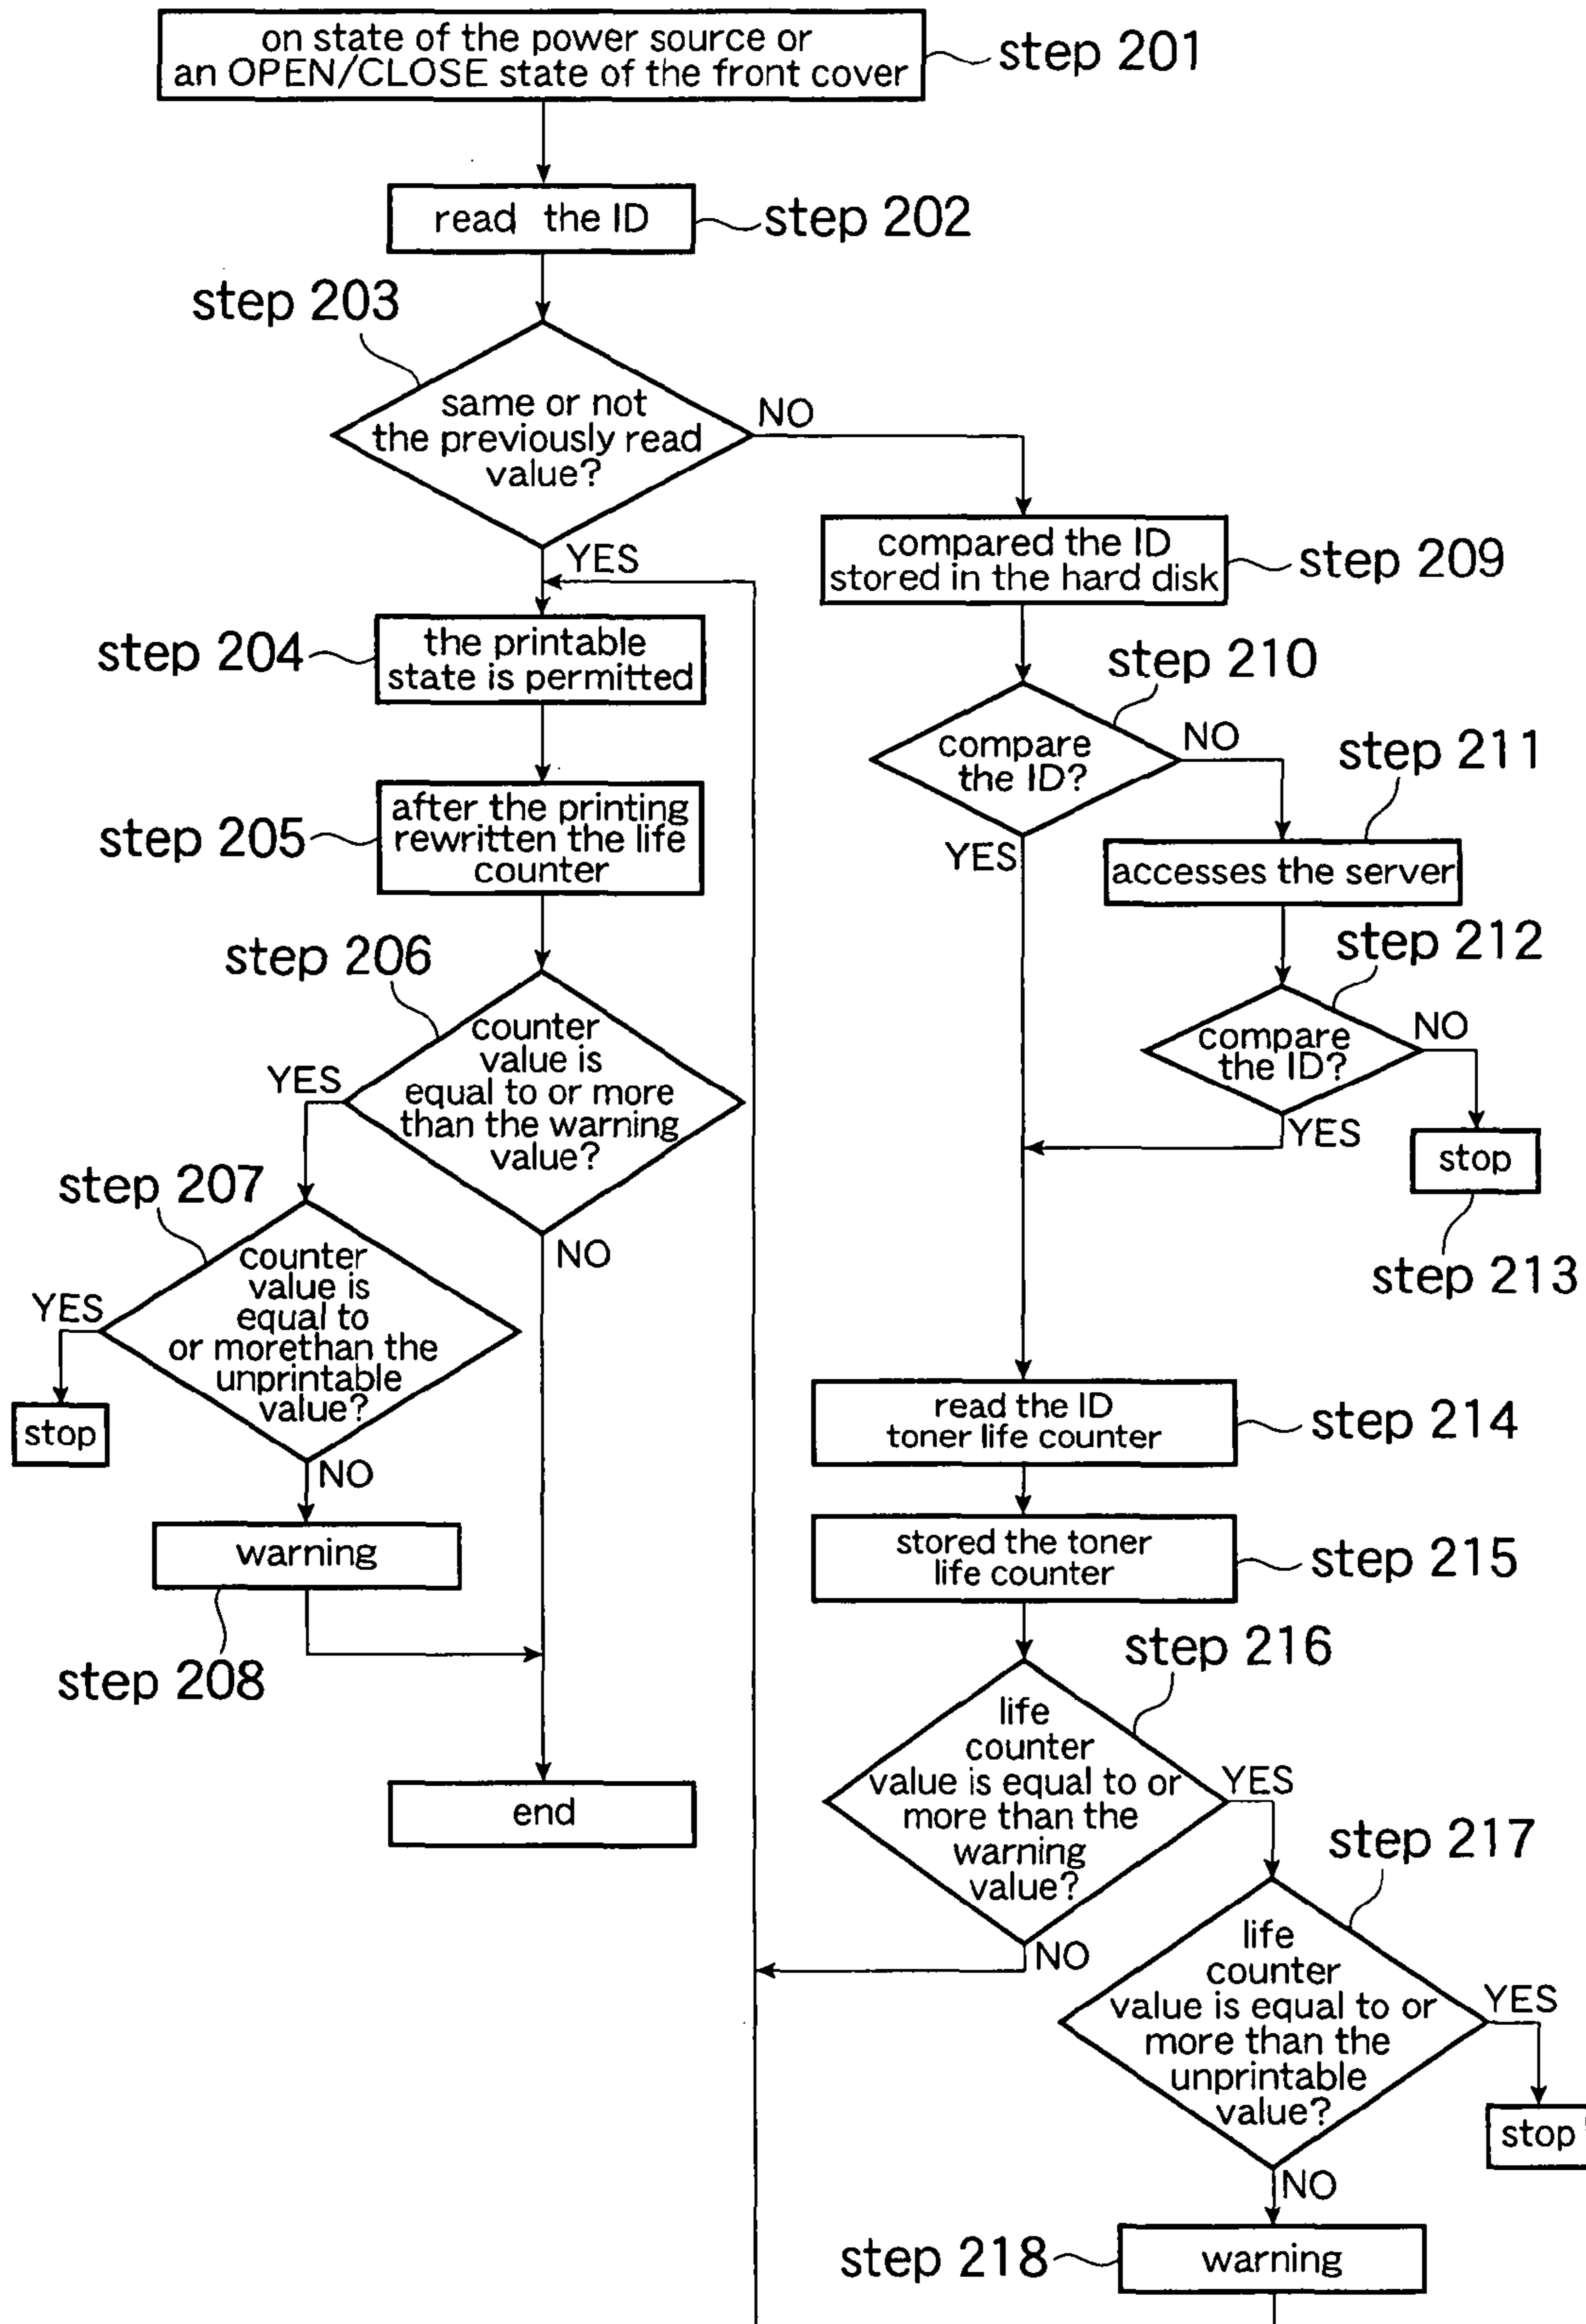 on state of the power source or
an OPEN/CLOSE state of the front cover
step 201
read the ID
step 202
step 203
same or not
the previously read
value?
NO
YES
compared the ID
stored in the hard disk
step 209
step 204
the printable
state is permitted
step 210
compare
the ID?
NO
YES
step 211
accesses the server
step 205
after the printing
rewritten the life
counter
step 212
compare
the ID?
NO
YES
stop
step 213
step 206
counter
value is
equal to or more
than the warning
value?
YES
NO
step 207
counter
value is
equal to
or morethan the
unprintable
value?
YES
stop
NO
warning
step 208
end
read the ID
toner life counter
step 214
stored the toner
life counter
step 215
step 216
life
counter
value is equal to or
more than the
warning
value?
YES
NO
step 217
life
counter
value is equal to or
more than the
unprintable
value?
YES
stop
NO
step 218
warning